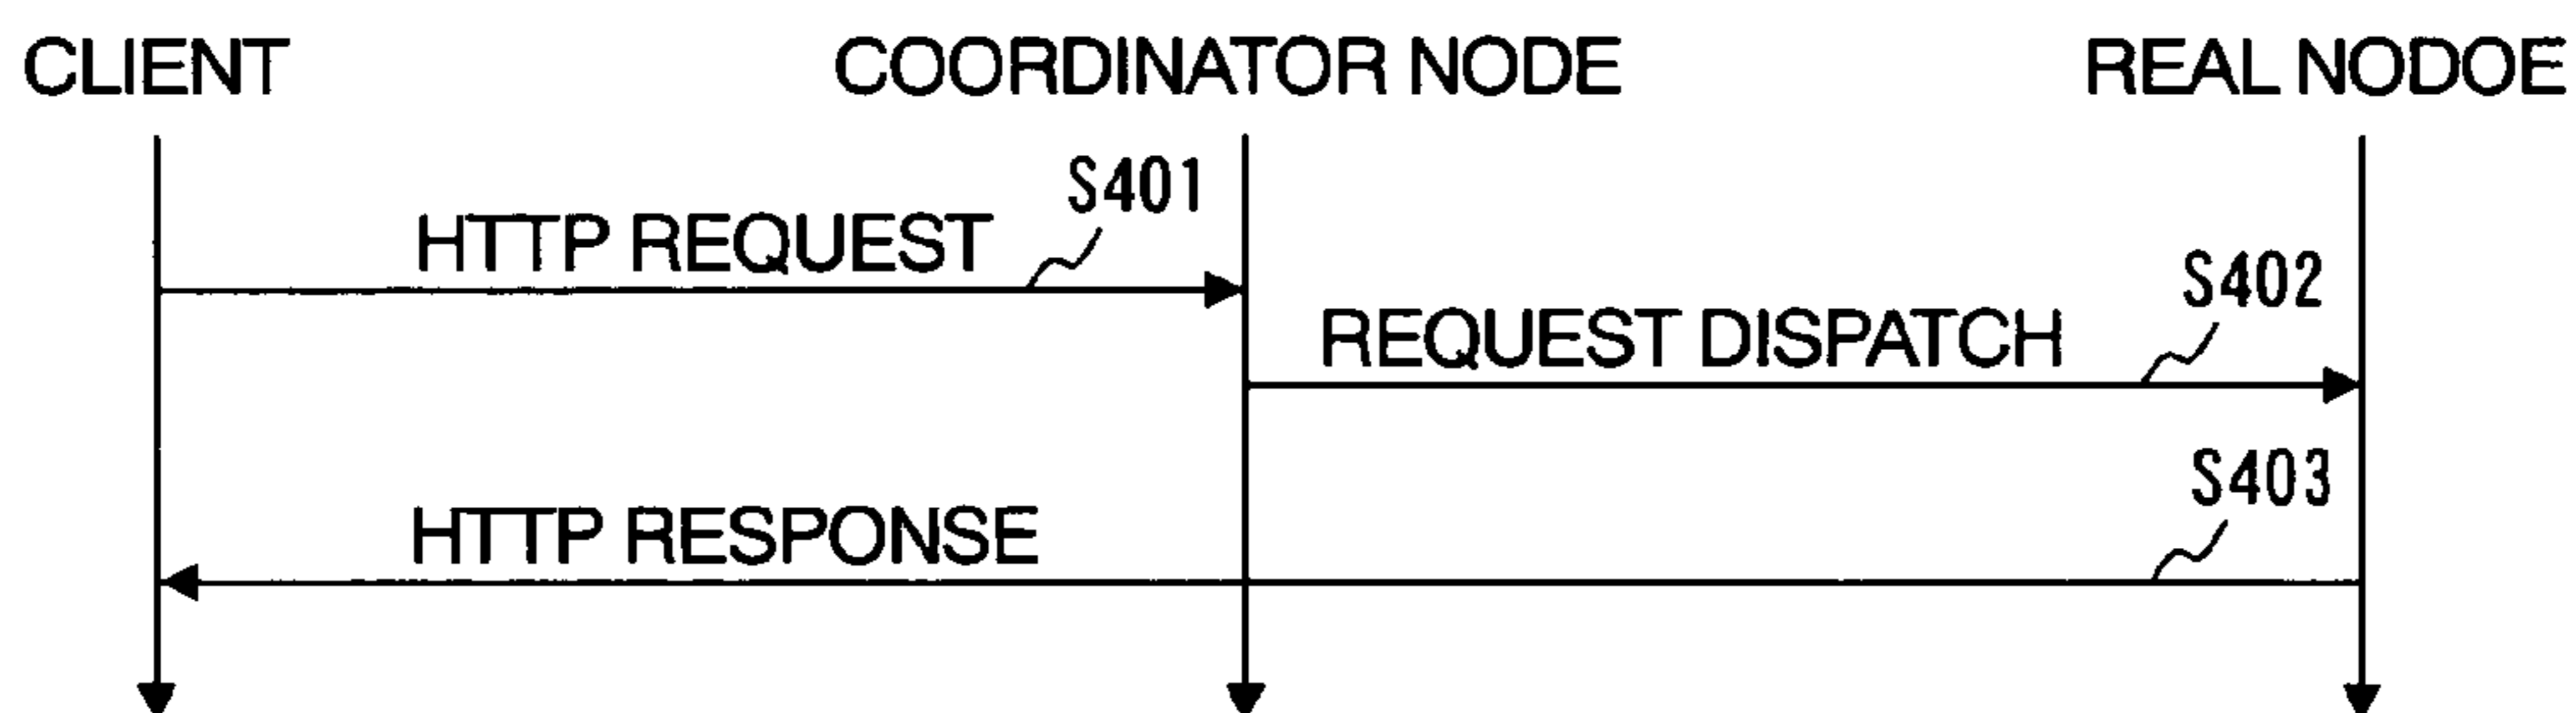 CLIENT
COORDINATOR NODE
REAL NODOE
S401
HTTP REQUEST
S402
REQUEST DISPATCH
S403
HTTP RESPONSE